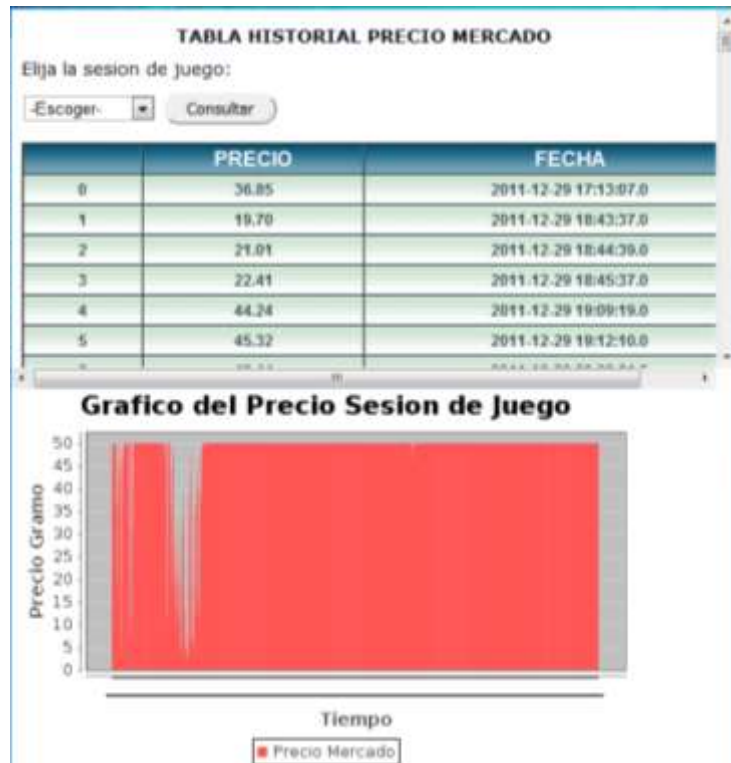 TABLA HISTORIAL PRECIO MERCADO
Elija la sesion de juego:
-Escoger- Consultar
PRECIO FECHA
0 36.85 2011-12-29 17:13:07.0
1 19.70 2011-12-29 18:43:37.0
2 21.01 2011-12-29 18:44:39.0
3 22.41 2011-12-29 18:45:37.0
4 44.24 2011-12-29 19:09:19.0
5 45.32 2011-12-29 19:12:10.0
Grafico del Precio Sesion de Juego
50
45
40
35
30
25
20
15
10
5
0
Precio Gramo
Tiempo
Precio Mercado